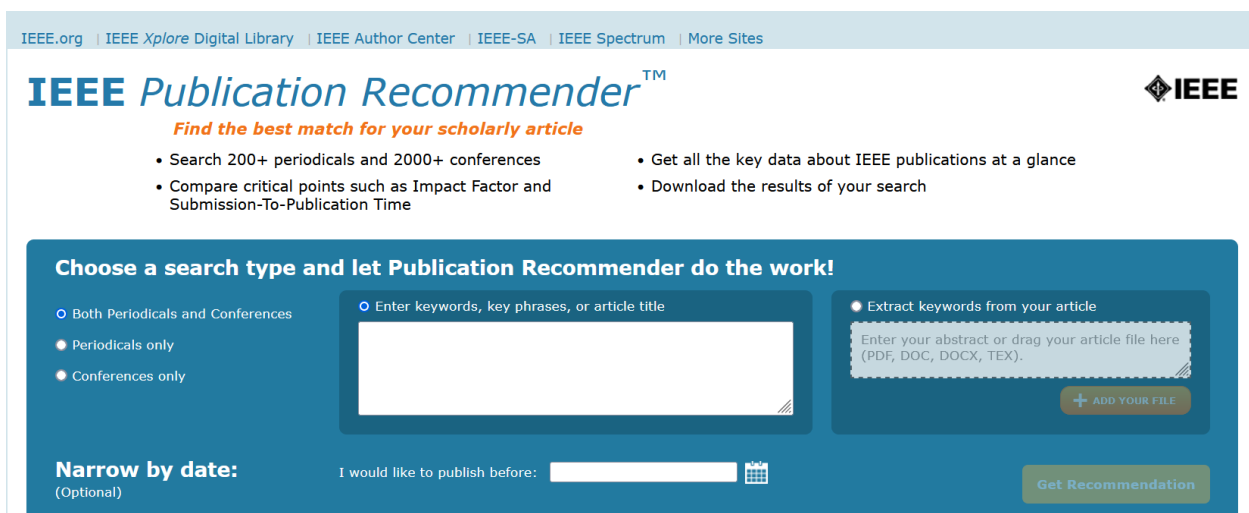 IEEE.org | IEEE Xplore Digital Library | IEEE Author Center | IEEE-SA | IEEE Spectrum | More Sites
IEEE Publication Recommender™
IEEE
Find the best match for your scholarly article
• Search 200+ periodicals and 2000+ conferences
• Compare critical points such as Impact Factor and
Submission-To-Publication Time
• Get all the key data about IEEE publications at a glance
• Download the results of your search
Choose a search type and let Publication Recommender do the work!
Both Periodicals and Conferences
Periodicals only
Conferences only
Enter keywords, key phrases, or article title
Extract keywords from your article
Enter your abstract or drag your article file here
(PDF, DOC, DOCX, TEX).
+ ADD YOUR FILE
Narrow by date:
(Optional)
I would like to publish before:
Get Recommendation